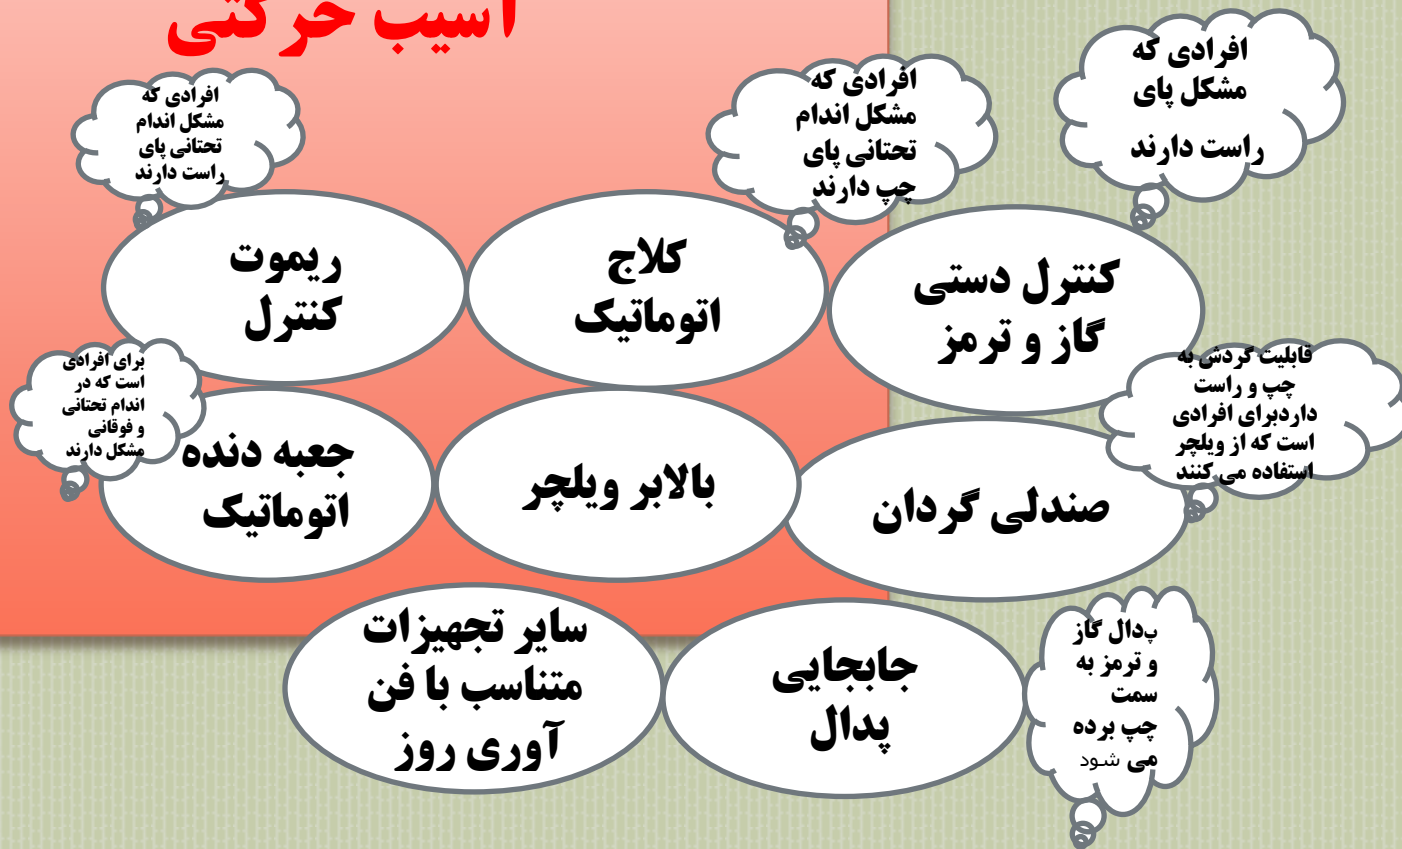 آسیب حرکتی
افرادی که
مشکل پای
راست دارند
کنترل دستی
گاز و ترمز
افرادی که
مشکل اندام
تحتانی پای
چپ دارند
کلاج
اتوماتیک
افرادی که
مشکل اندام
تحتانی پای
راست دارند
ریموت
کنترل
قابلیت گردش به
چپ و راست
داردبرای افرادی
است که از ویلچر
استفاده می کنند
صندلی گردان
بالابر ویلچر
برای افرادی
است که در
اندام تحتانی
و فوقانی
مشکل دارند
جعبه دنده
اتوماتیک
پدال گاز
و ترمز به
سمت
چپ برده
می شود
جابجایی
پدال
سایر تجهیزات
متناسب با فن
آوری روز